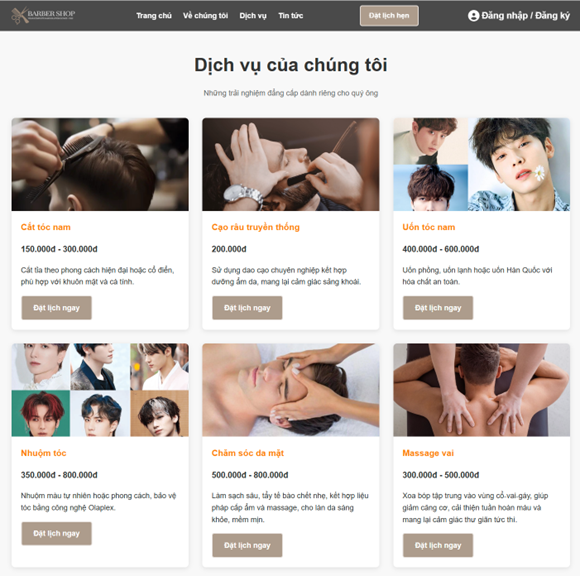 BARBER SHOP
Trang chủ Về chúng tôi Dịch vụ Tin tức
Đặt lịch hẹn
Đăng nhập / Đăng ký
Dịch vụ của chúng tôi
Những trải nghiệm đẳng cấp dành riêng cho quý ông
Cắt tóc nam
150.000đ - 300.000đ
Cắt tỉa theo phong cách hiện đại hoặc cổ điển,
phù hợp với khuôn mặt và cá tính.
Đặt lịch ngay
Cạo râu truyền thống
200.000đ
Sử dụng dao cạo chuyên nghiệp kết hợp
dưỡng ẩm da, mang lại cảm giác sảng khoái.
Đặt lịch ngay
Uốn tóc nam
400.000đ - 600.000đ
Uốn phồng, uốn lạnh hoặc uốn Hàn Quốc với
hóa chất an toàn.
Đặt lịch ngay
Nhuộm tóc
350.000đ - 800.000đ
Nhuộm màu tự nhiên hoặc phong cách, bảo vệ
tóc bằng công nghệ Olaplex.
Đặt lịch ngay
Chăm sóc da mặt
500.000đ - 800.000đ
Làm sạch sâu, tẩy tế bào chết nhẹ, kết hợp liệu
pháp cấp ẩm và massage, cho làn da sáng
khỏe, mềm mịn.
Đặt lịch ngay
Massage vai
300.000đ - 500.000đ
Xoa bóp tập trung vào vùng cổ-vai-gáy, giúp
giảm căng cơ, cải thiện tuần hoàn máu và
mang lại cảm giác thư giãn tức thì.
Đặt lịch ngay